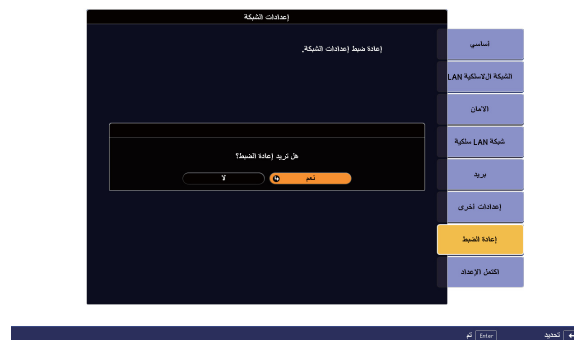 إعدادات الشبكة
إعادة ضبط إعدادات الشبكة.
هل تريد إعادة الضبط؟
نعم
لا
أساسي
الشبكة اللاسلكية LAN
الأمان
شبكة LAN سلكية
بريد
إعدادات أخرى
إعادة الضبط
اكتمل الإعداد
تحديد
Enter تم